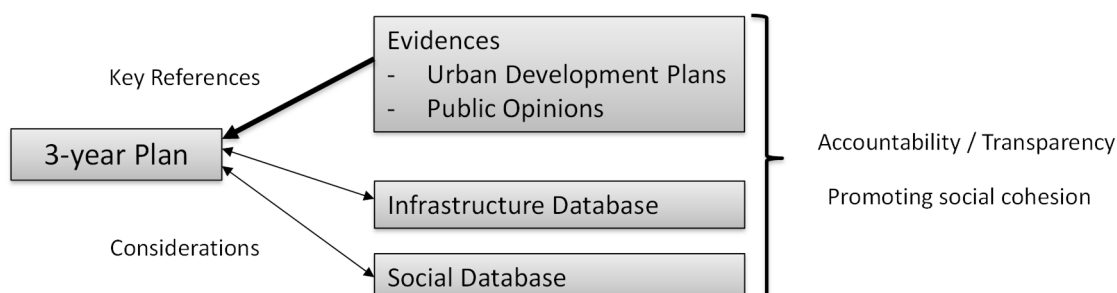 Evidences
- Urban Development Plans
- Public Opinions
Key References
3-year Plan
Accountability / Transparency
Promoting social cohesion
Infrastructure Database
Considerations
Social Database